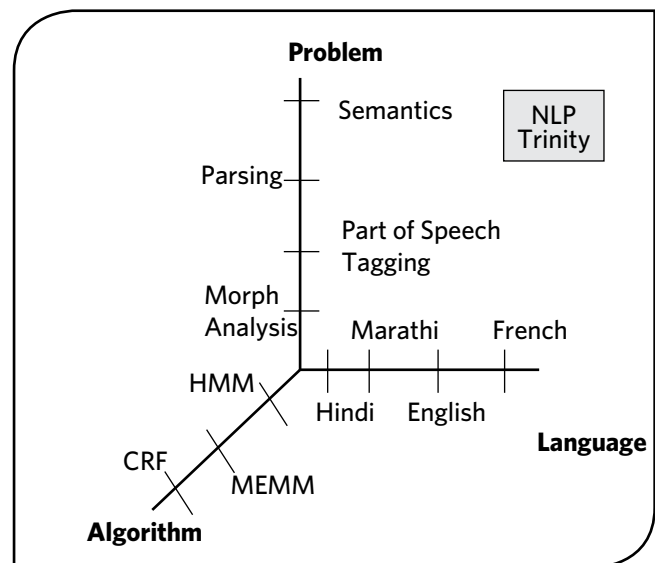 Problem
Semantics
NLP
Trinity
Parsing
Part of Speech
Tagging
Morph
Analysis
Marathi
French
HMM
Hindi
English
Language
CRF
MEMM
Algorithm